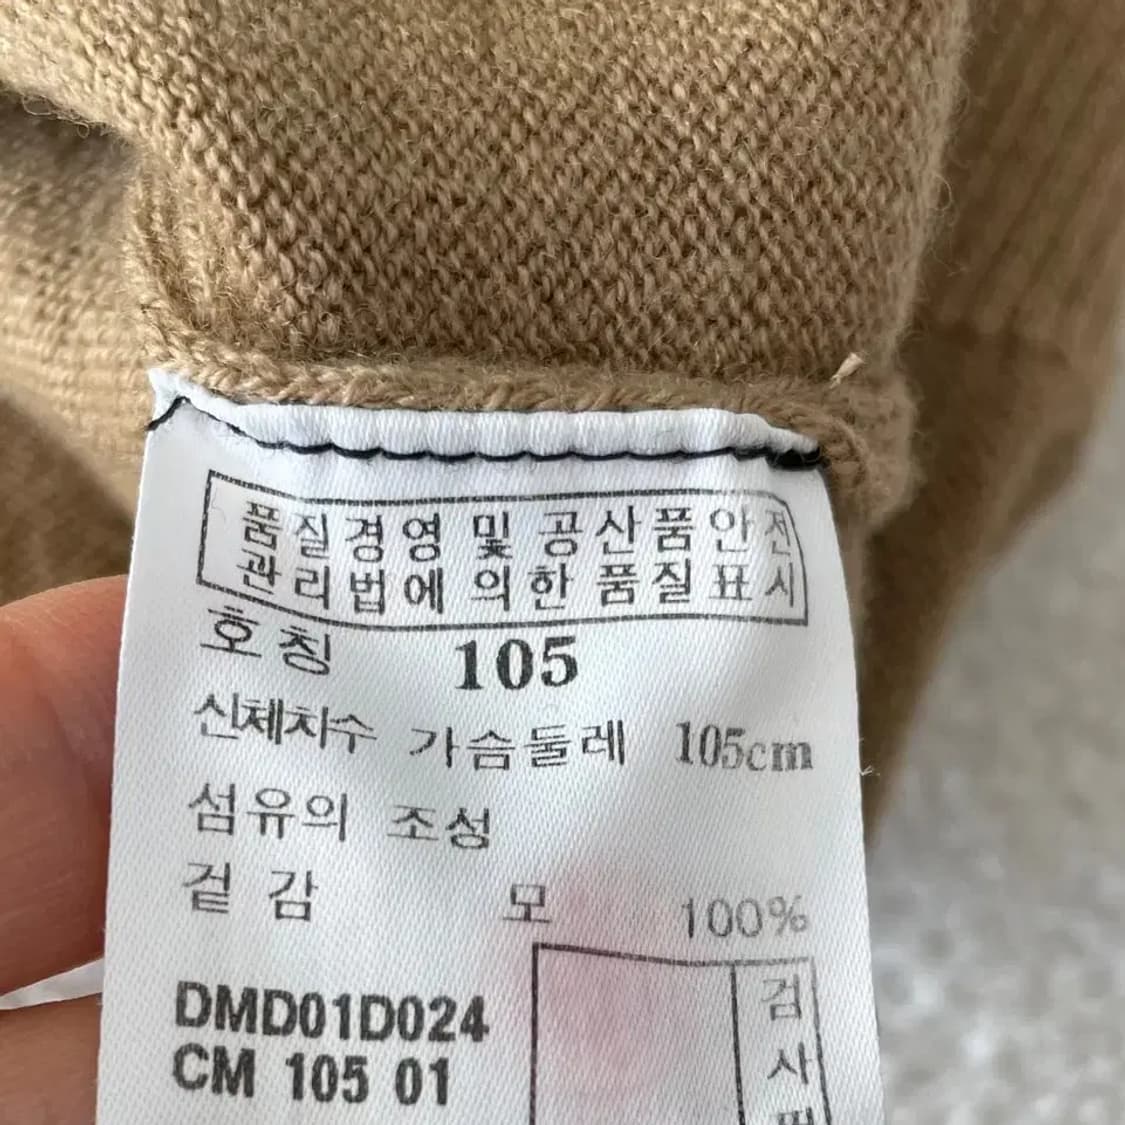 품질경영 및 공산품안전
관리법에 의한 품질 표시
호칭 105
신체치수 가슴둘레 105cm
섬유의 조성
겉감 모 100%
DMD01D024
CM 105 01
검
사